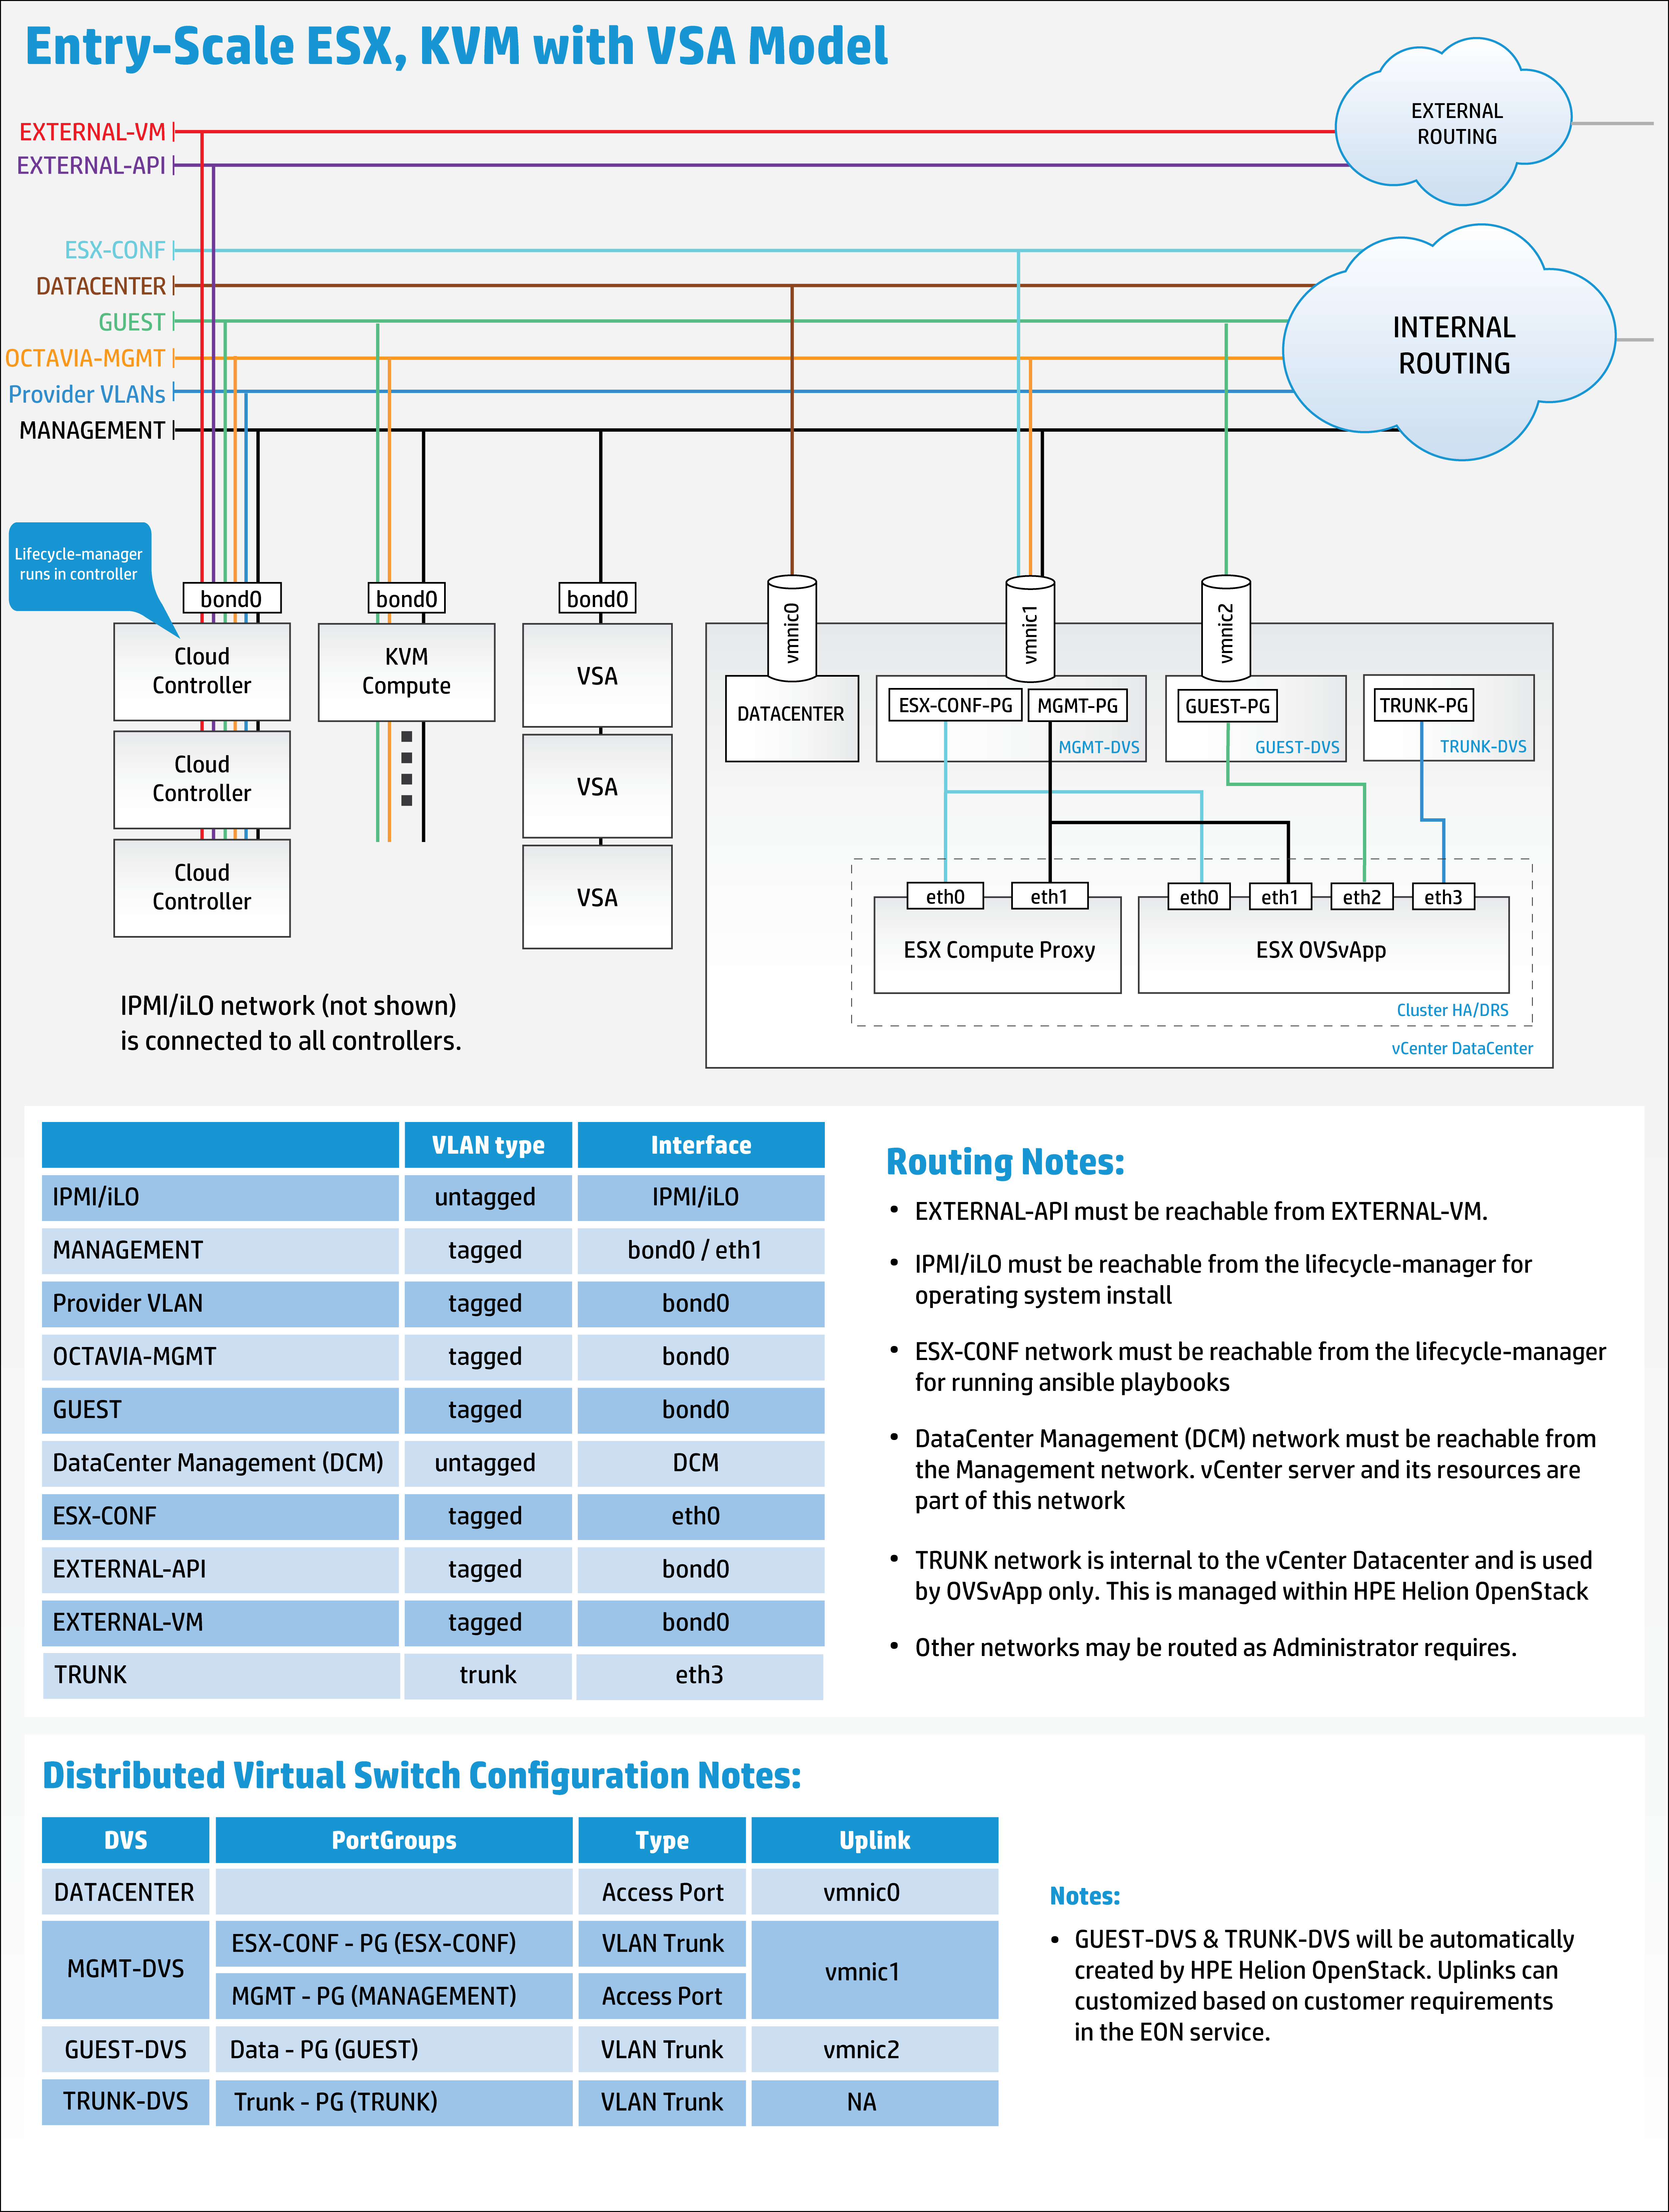 Entry-Scale ESX, KVM with VSA Model
EXTERNAL
ROUTING
EXTERNAL-VM
EXTERNAL-API
ESX-CONF
DATACENTER
GUEST
OCTAVIA-MGMT
Provider VLANs
MANAGEMENT
INTERNAL
ROUTING
Lifecycle-manager
runs in controller
bond0
bond0
bond0
vmnic0
vmnic1
vmnic2
Cloud
Controller
Cloud
Controller
Cloud
Controller
KVM
Compute
VSA
VSA
VSA
DATACENTER
ESX-CONF-PG
MGMT-PG
MGMT-DVS
GUEST-PG
GUEST-DVS
TRUNK-PG
TRUNK-DVS
eth0
eth1
eth0
eth1
eth2
eth3
ESX Compute Proxy
ESX OVSvApp
Cluster HA/DRS
vCenter DataCenter
IPMI/iLO network (not shown)
is connected to all controllers.
VLAN type Interface
IPMI/iLO untagged IPMI/iLO
MANAGEMENT tagged bond0 / eth1
Provider VLAN tagged bond0
OCTAVIA-MGMT tagged bond0
GUEST tagged bond0
DataCenter Management (DCM) untagged DCM
ESX-CONF tagged eth0
EXTERNAL-API tagged bond0
EXTERNAL-VM tagged bond0
TRUNK trunk eth3
Routing Notes:
• EXTERNAL-API must be reachable from EXTERNAL-VM.
• IPMI/iLO must be reachable from the lifecycle-manager for
operating system install
• ESX-CONF network must be reachable from the lifecycle-manager
for running ansible playbooks
• DataCenter Management (DCM) network must be reachable from
the Management network. vCenter server and its resources are
part of this network
• TRUNK network is internal to the vCenter Datacenter and is used
by OVSvApp only. This is managed within HPE Helion OpenStack
• Other networks may be routed as Administrator requires.
Distributed Virtual Switch Configuration Notes:
DVS PortGroups Type Uplink
DATACENTER Access Port vmnic0
MGMT-DVS ESX-CONF - PG (ESX-CONF) VLAN Trunk vmnic1
MGMT - PG (MANAGEMENT) Access Port
GUEST-DVS Data - PG (GUEST) VLAN Trunk vmnic2
TRUNK-DVS Trunk - PG (TRUNK) VLAN Trunk NA
Notes:
• GUEST-DVS & TRUNK-DVS will be automatically
created by HPE Helion OpenStack. Uplinks can
customized based on customer requirements
in the EON service.